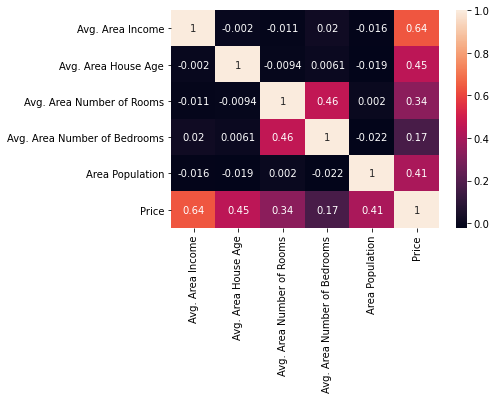 Avg. Area Income 1 -0.002 -0.011 0.02 -0.016 0.64
Avg. Area House Age -0.002 1 -0.0094 0.0061 -0.019 0.45
Avg. Area Number of Rooms -0.011 -0.0094 1 0.46 0.002 0.34
Avg. Area Number of Bedrooms 0.02 0.0061 0.46 1 -0.022 0.17
Area Population -0.016 -0.019 0.002 -0.022 1 0.41
Price 0.64 0.45 0.34 0.17 0.41 1
Avg. Area Income
Avg. Area House Age
Avg. Area Number of Rooms
Avg. Area Number of Bedrooms
Area Population
Price
1.0
0.8
0.6
0.4
0.2
0.0